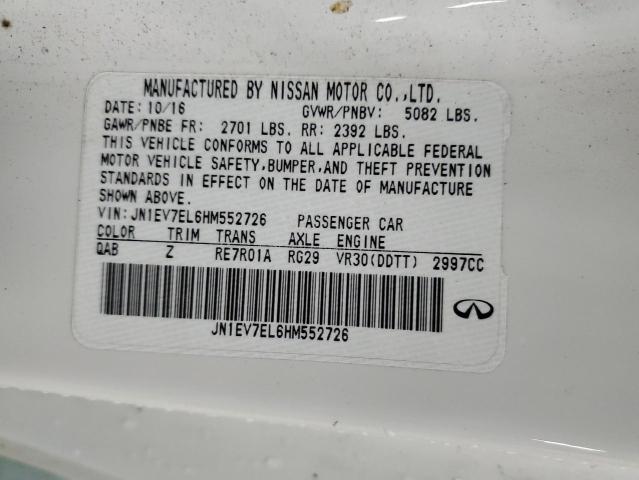 MANUFACTURED BY NISSAN MOTOR CO.,LTD.
DATE: 10/16 GVWR/PNBV: 5082 LBS.
GAWR/PNBE FR: 2701 LBS. RR: 2392 LBS.
THIS VEHICLE CONFORMS TO ALL APPLICABLE FEDERAL
MOTOR VEHICLE SAFETY,BUMPER,AND THEFT PREVENTION
STANDARDS IN EFFECT ON THE DATE OF MANUFACTURE
SHOWN ABOVE.
VIN: JN1EV7EL6HM552726 PASSENGER CAR
COLOR TRIM TRANS AXLE ENGINE
QAB Z RE7R01A RG29 VR30(DDTT) 2997CC
JN1EV7EL6HM552726